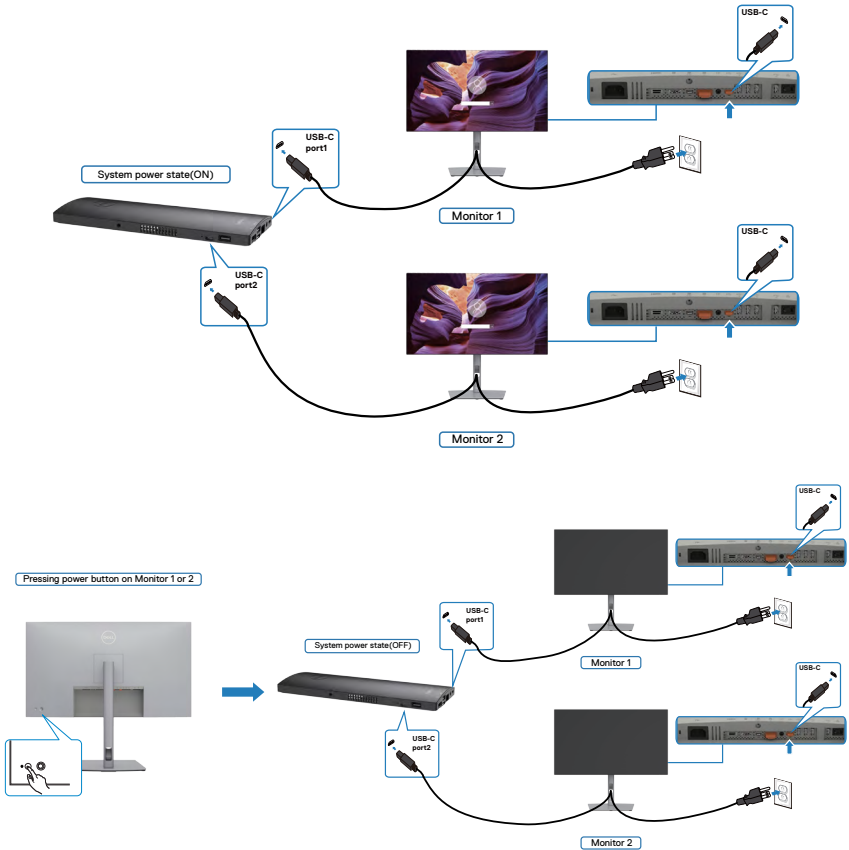 USB-C
USB-C
port1
System power state(ON)
Monitor 1
USB-C
USB-C
port2
Monitor 2
USB-C
Pressing power button on Monitor 1 or 2
USB-C
port1
System power state(OFF)
Monitor 1
USB-C
DELL
USB-C
port2
Monitor 2